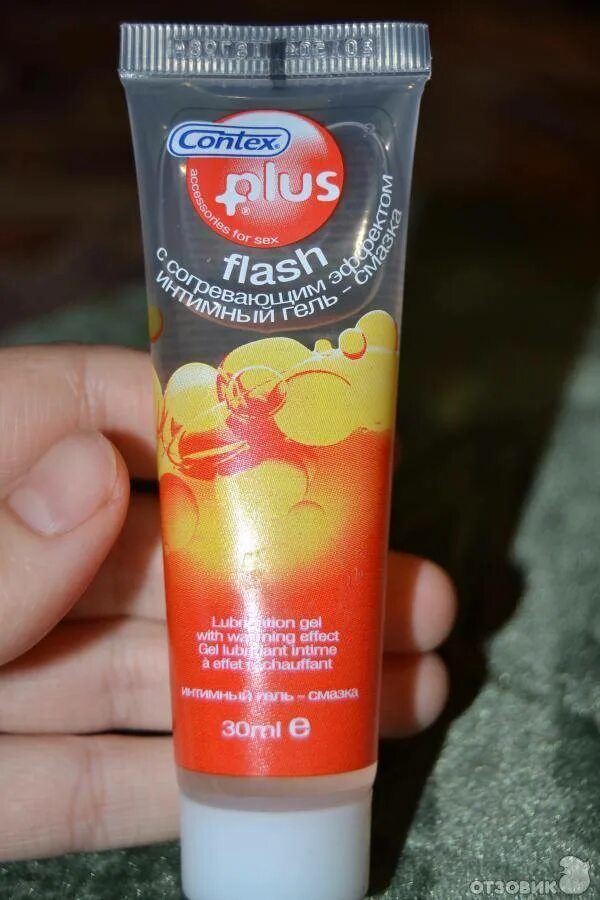 Contex®
plus
accessories for sex
flash
с согревающим эффектом
интимный гель - смазка
Lubrication gel
with warming effect
Gel lubrifiant intime
à effet réchauffant
интимный гель - смазка
30ml e
ОТЗОВИК